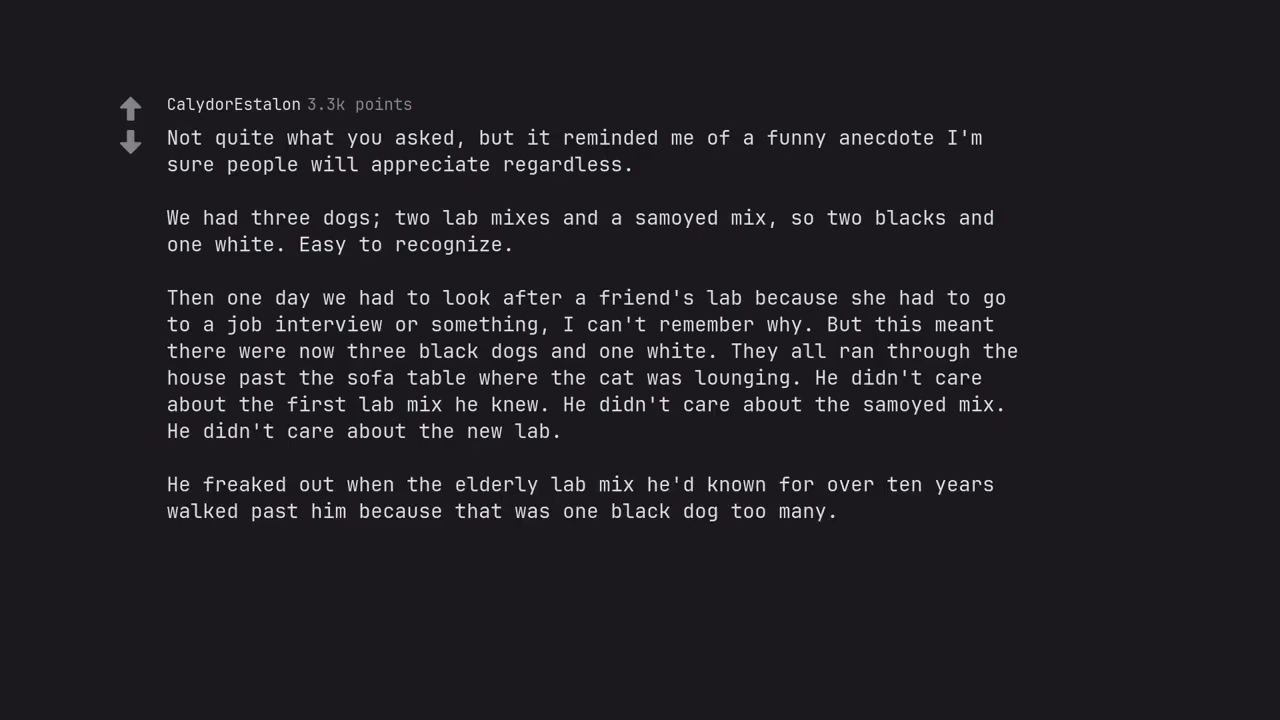 CalydorEstalon 3.3k points
Not quite what you asked, but it reminded me of a funny anecdote I'm
sure people will appreciate regardless.
We had three dogs; two lab mixes and a samoyed mix, so two blacks and
one white. Easy to recognize.
Then one day we had to look after a friend's lab because she had to go
to a job interview or something, I can't remember why. But this meant
there were now three black dogs and one white. They all ran through the
house past the sofa table where the cat was lounging. He didn't care
about the first lab mix he knew. He didn't care about the samoyed mix.
He didn't care about the new lab.
He freaked out when the elderly lab mix he'd known for over ten years
walked past him because that was one black dog too many.